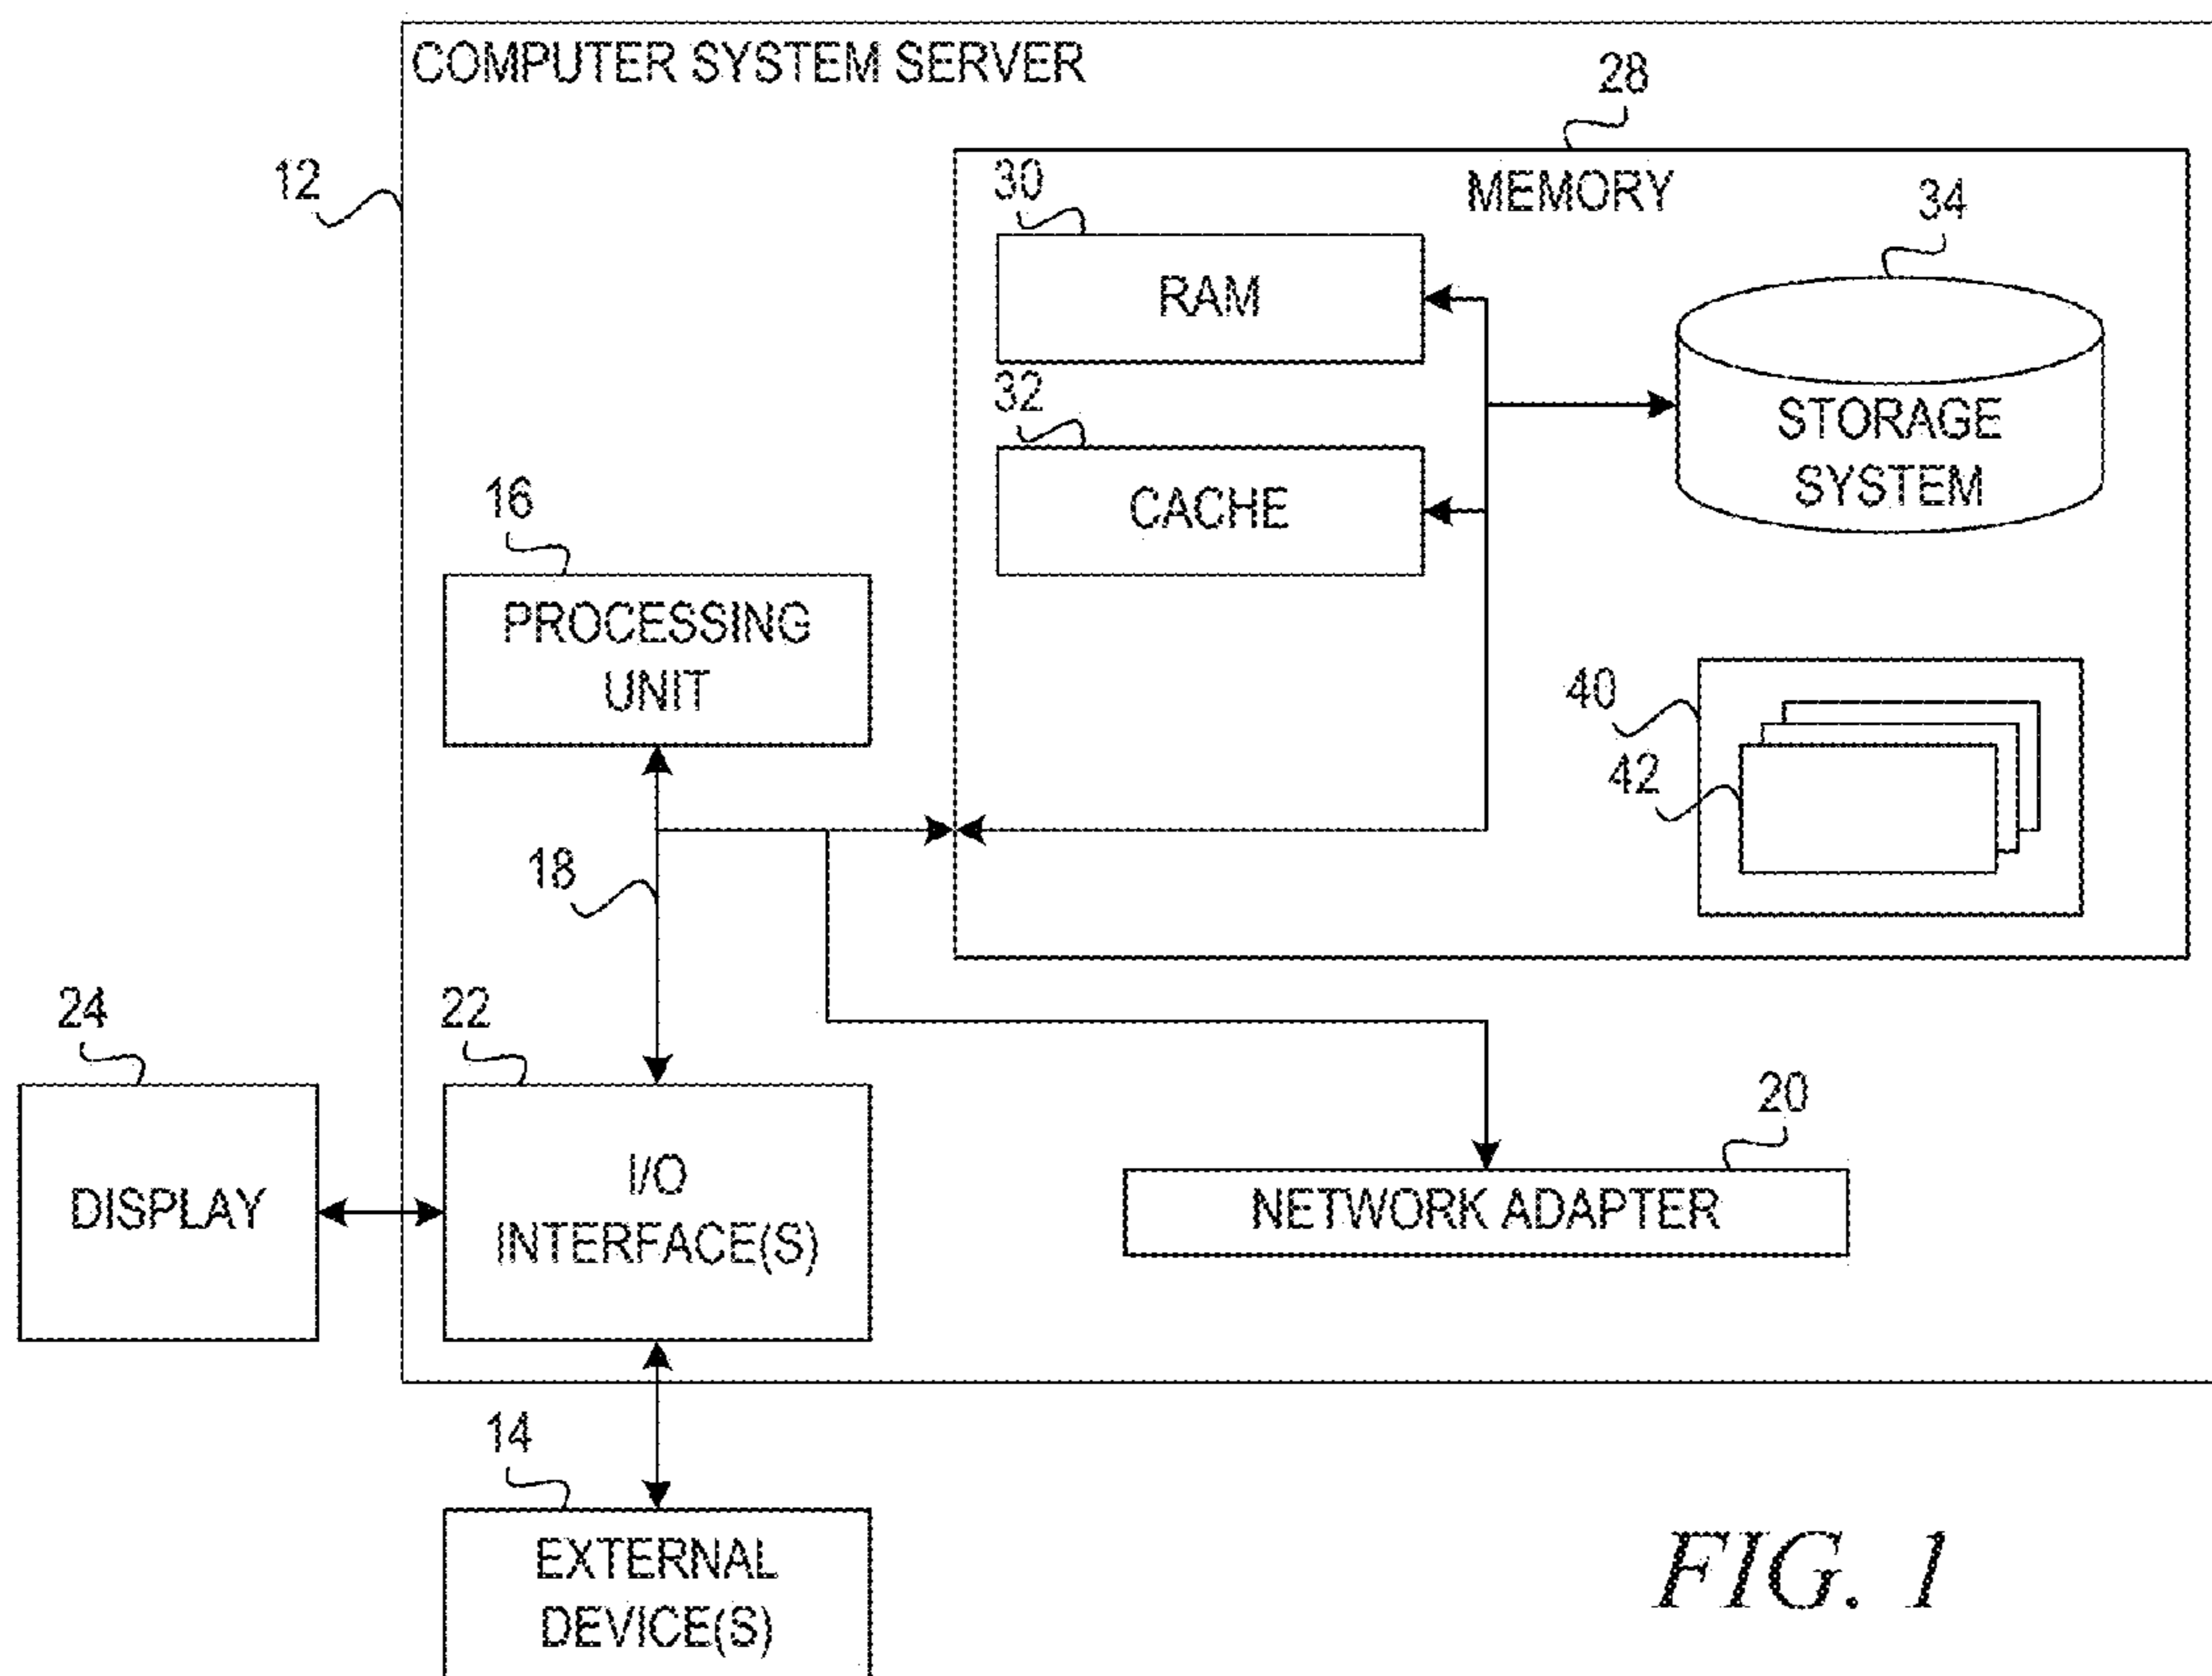 COMPUTER SYSTEM SERVER
28
12
30
MEMORY
34
RAM
32
STORAGE
SYSTEM
CACHE
16
PROCESSING
UNIT
40
42
18
24
22
20
DISPLAY
I/O
INTERFACE(S)
NETWORK ADAPTER
14
EXTERNAL
DEVICE(S)
FIG. 1